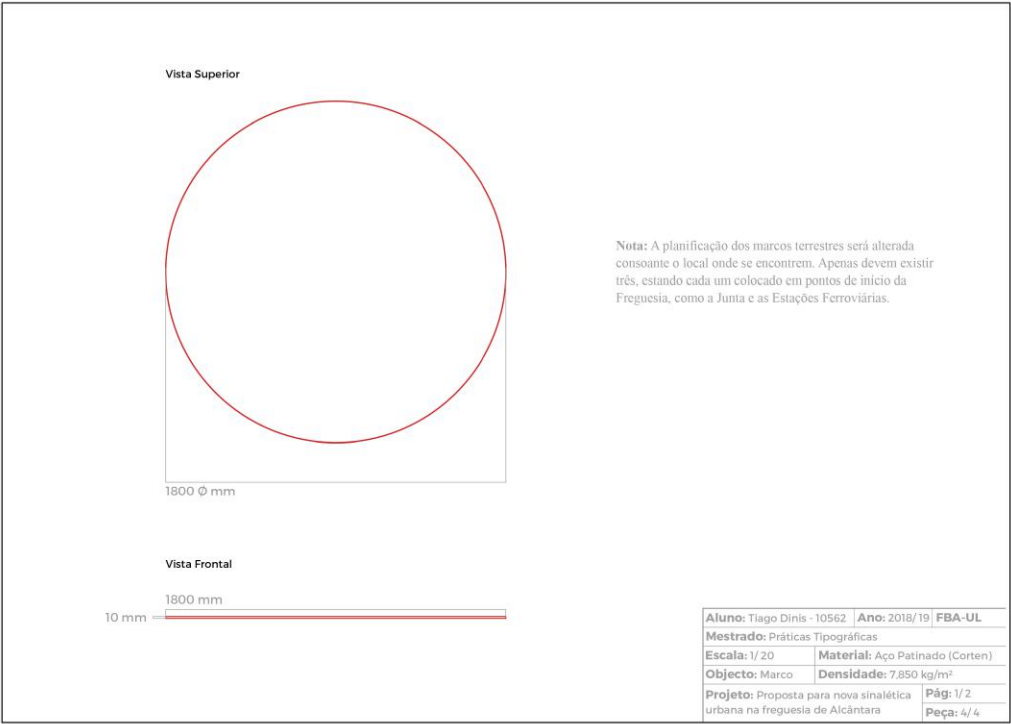 Vista Superior
Nota: A planificação dos marcos terrestres será alterada
consoante o local onde se encontrem. Apenas devem existir
três, estando cada um colocado em pontos de início da
Freguesia, como a Junta e as Estações Ferroviárias.
1800 Ø mm
Vista Frontal
1800 mm
10 mm
Aluno: Tiago Dinis - 10562 Ano: 2018/19 FBA-UL
Mestrado: Práticas Tipográficas
Escala: 1/20 Material: Aço Patinado (Corten)
Objecto: Marco Densidade: 7,850 kg/m²
Projeto: Proposta para nova sinalética
urbana na freguesia de Alcântara
Pág: 1/2
Peça: 4/4